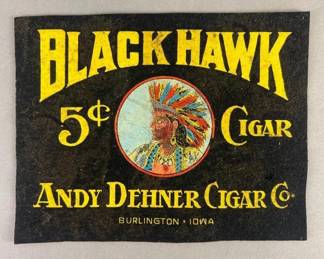 BLACK HAWK
5¢ CIGAR
ANDY DEHNER CIGAR Co.
BURLINGTON • IOWA